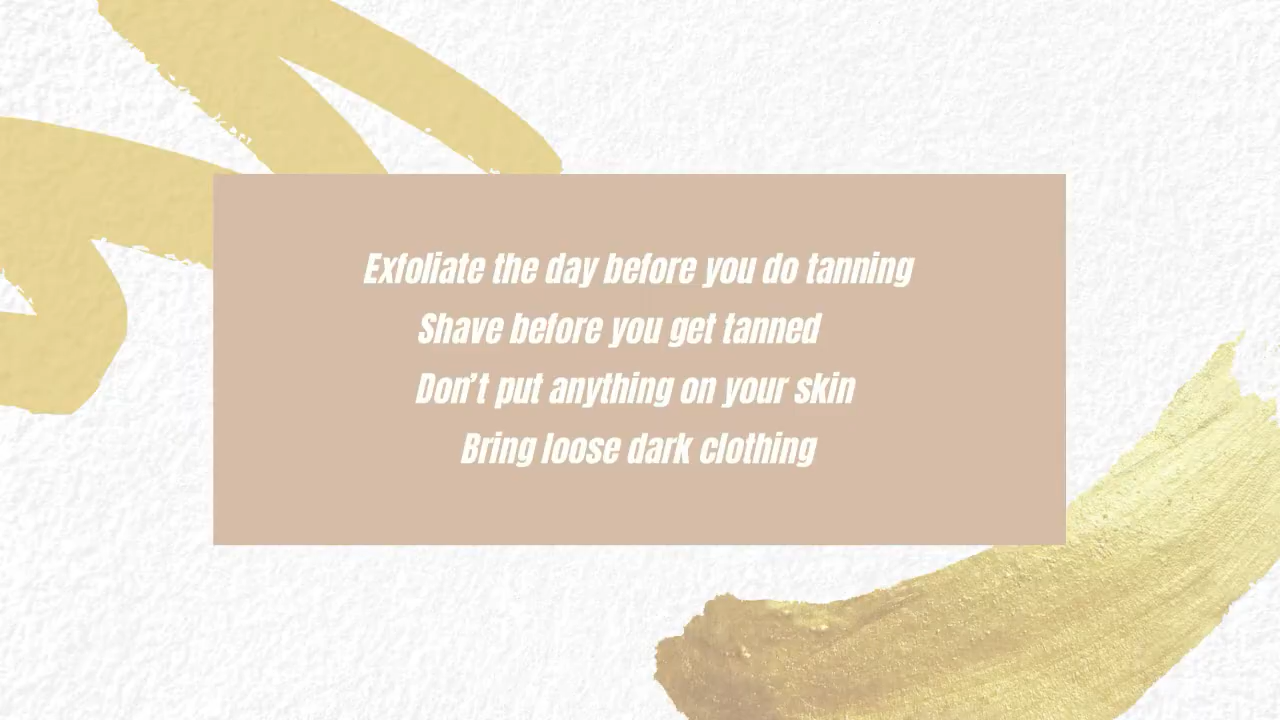 Exfoliate the day before you do tanning
Shave before you get tanned
Don’t put anything on your skin
Bring loose dark clothing